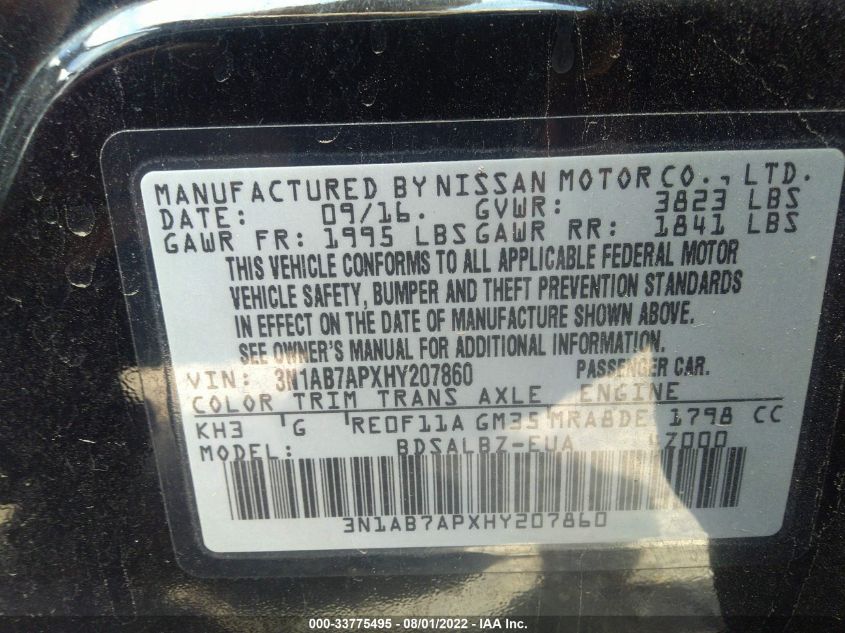 MANUFACTURED BY NISSAN MOTOR CO., LTD.
DATE: 09/16. GVWR: 3823 LBS
GAWR FR: 1995 LBS GAWR RR: 1841 LBS
THIS VEHICLE CONFORMS TO ALL APPLICABLE FEDERAL MOTOR
VEHICLE SAFETY, BUMPER AND THEFT PREVENTION STANDARDS
IN EFFECT ON THE DATE OF MANUFACTURE SHOWN ABOVE.
SEE OWNER'S MANUAL FOR ADDITIONAL INFORMATION.
VIN: 3N1AB7APXHY207860 PASSENGER CAR.
COLOR TRIM TRANS AXLE ENGINE
KH3 G RE0F11A GM35 MRA8DE 1798 CC
MODEL: BDSALBZ-EUA 4Z000
3N1AB7APXHY207860
000-33775495 - 08/01/2022 - IAA Inc.